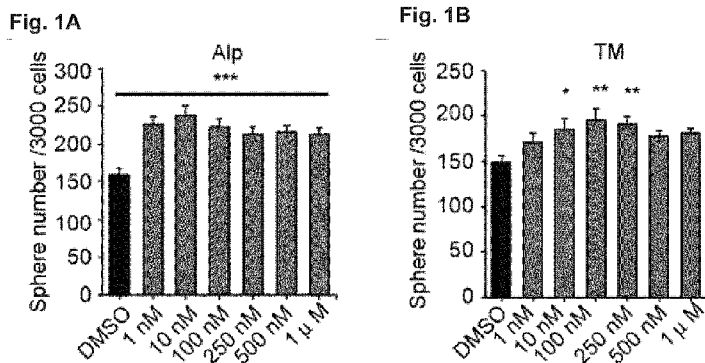 Fig. 1A
Alp
***
Sphere number /3000 cells
300
250
200
150
100
50
0
DMSO
1 nM
10 nM
100 nM
250 nM
500 nM
1 µ M
Fig. 1B
TM
* ** **
Sphere number /3000 cells
250
200
150
100
50
0
DMSO
1 nM
10 nM
100 nM
250 nM
500 nM
1 µ M